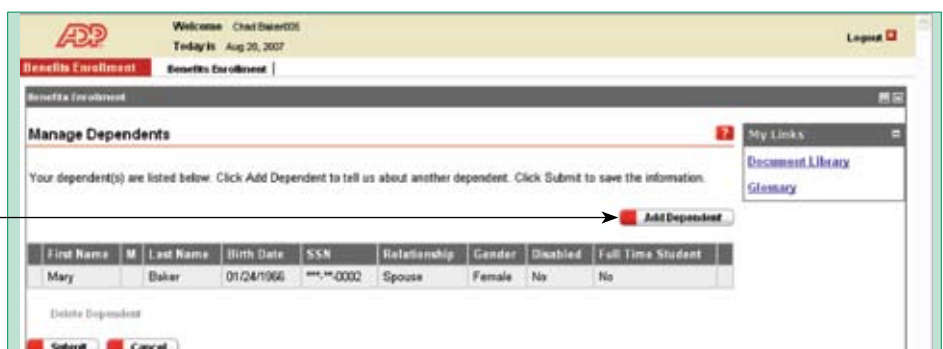 ADP
Welcome Chad Baker005
Today is Aug 20, 2007
Logout
Benefits Enrollment Benefits Enrollment
Benefits Enrollment
Manage Dependents ?
My Links
Document Library
Glossary
Your dependent(s) are listed below. Click Add Dependent to tell us about another dependent. Click Submit to save the information.
Add Dependent
First Name M Last Name Birth Date SSN Relationship Gender Disabled Full Time Student
Mary Baker 01/24/1966 ***-**-0002 Spouse Female No No
Delete Dependent
Submit Cancel